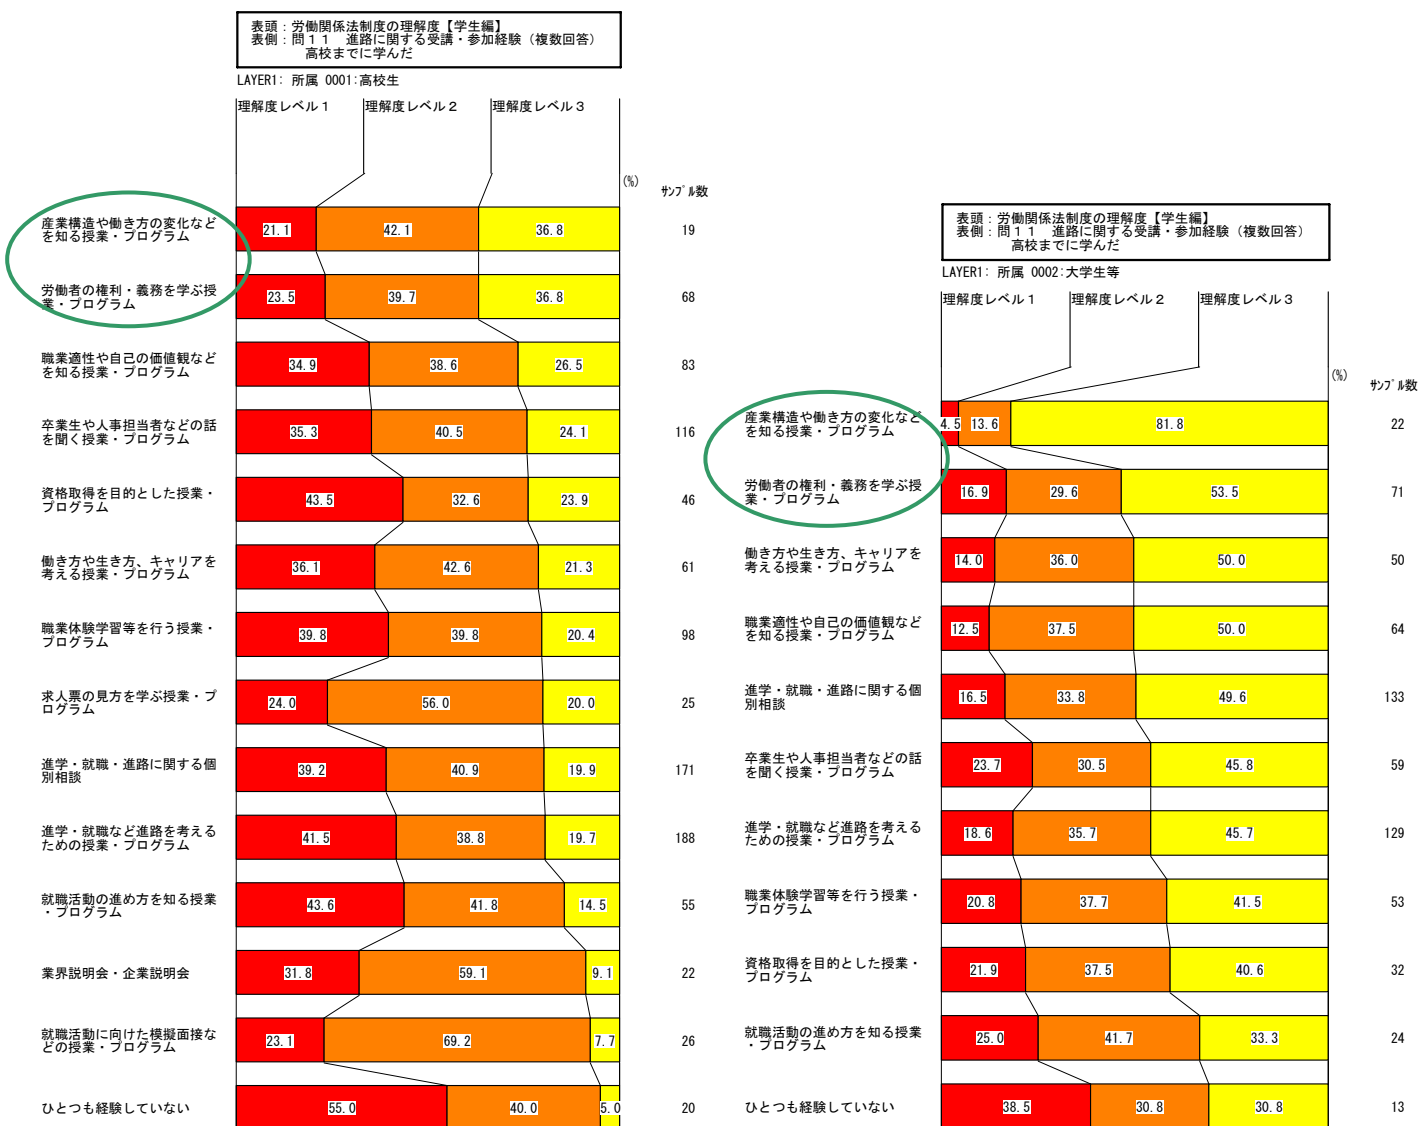 表頭：労働関係法制度の理解度【学生編】
表側：問１１　進路に関する受講・参加経験（複数回答）
高校までに学んだ
LAYER1: 所属 0001:高校生
理解度レベル１ 理解度レベル２ 理解度レベル３
(%) ｻﾝﾌﾟﾙ数
産業構造や働き方の変化など
を知る授業・プログラム
21.1 42.1 36.8 19
労働者の権利・義務を学ぶ授
業・プログラム
23.5 39.7 36.8 68
職業適性や自己の価値観など
を知る授業・プログラム
34.9 38.6 26.5 83
卒業生や人事担当者などの話
を聞く授業・プログラム
35.3 40.5 24.1 116
資格取得を目的とした授業・
プログラム
43.5 32.6 23.9 46
働き方や生き方、キャリアを
考える授業・プログラム
36.1 42.6 21.3 61
職業体験学習等を行う授業・
プログラム
39.8 39.8 20.4 98
求人票の見方を学ぶ授業・プ
ログラム
24.0 56.0 20.0 25
進学・就職・進路に関する個
別相談
39.2 40.9 19.9 171
進学・就職など進路を考える
ための授業・プログラム
41.5 38.8 19.7 188
就職活動の進め方を知る授業
・プログラム
43.6 41.8 14.5 55
業界説明会・企業説明会
31.8 59.1 9.1 22
就職活動に向けた模擬面接な
どの授業・プログラム
23.1 69.2 7.7 26
ひとつも経験していない
55.0 40.0 5.0 20
表頭：労働関係法制度の理解度【学生編】
表側：問１１　進路に関する受講・参加経験（複数回答）
高校までに学んだ
LAYER1: 所属 0002:大学生等
理解度レベル１ 理解度レベル２ 理解度レベル３
(%) ｻﾝﾌﾟﾙ数
産業構造や働き方の変化など
を知る授業・プログラム
4.5 13.6 81.8 22
労働者の権利・義務を学ぶ授
業・プログラム
16.9 29.6 53.5 71
働き方や生き方、キャリアを
考える授業・プログラム
14.0 36.0 50.0 50
職業適性や自己の価値観など
を知る授業・プログラム
12.5 37.5 50.0 64
進学・就職・進路に関する個
別相談
16.5 33.8 49.6 133
卒業生や人事担当者などの話
を聞く授業・プログラム
23.7 30.5 45.8 59
進学・就職など進路を考える
ための授業・プログラム
18.6 35.7 45.7 129
職業体験学習等を行う授業・
プログラム
20.8 37.7 41.5 53
資格取得を目的とした授業・
プログラム
21.9 37.5 40.6 32
就職活動の進め方を知る授業
・プログラム
25.0 41.7 33.3 24
ひとつも経験していない
38.5 30.8 30.8 13